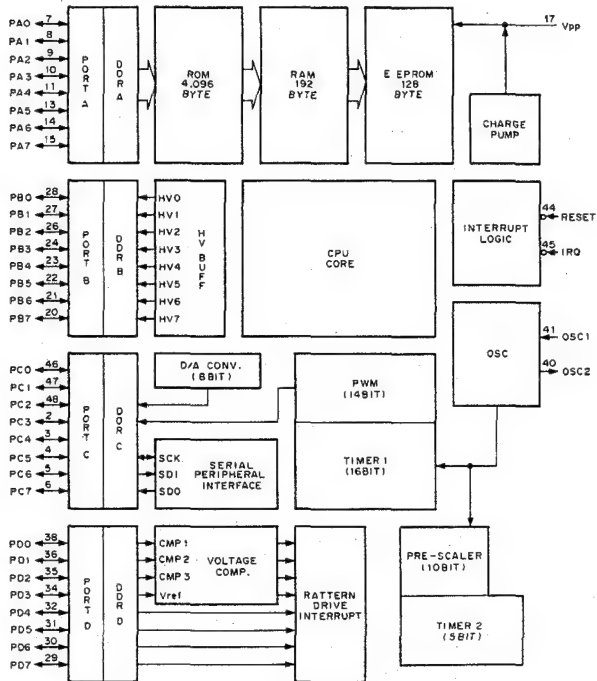 PA0 7
PA1 8
PA2 9
PA3 10
PA4 11
PA5 13
PA6 14
PA7 15
PORT A
DDR A
ROM
4,096
BYTE
RAM
192
BYTE
E EPROM
128
BYTE
17 Vpp
CHARGE
PUMP
PB0 28
PB1 27
PB2 26
PB3 24
PB4 23
PB5 22
PB6 21
PB7 20
PORT B
DDR B
HV0
HV1
HV2
HV3
HV4
HV5
HV6
HV7
HV BUFF
CPU
CORE
INTERRUPT
LOGIC
44 RESET
45 IRQ
OSC
41 OSC1
40 OSC2
PC0 46
PC1 47
PC2 48
PC3 2
PC4 3
PC5 4
PC6 5
PC7 6
PORT C
DDR C
D/A CONV.
(8BIT)
SCK
SDI
SDO
SERIAL
PERIPHERAL
INTERFACE
PWM
(14BIT)
TIMER 1
(16BIT)
PD0 38
PD1 36
PD2 35
PD3 34
PD4 32
PD5 31
PD6 30
PD7 29
PORT D
DDR D
CMP1
CMP2
CMP3
Vref
VOLTAGE
COMP.
RATTERN
DRIVE
INTERRUPT
PRE-SCALER
(10BIT)
TIMER 2
(5BIT)